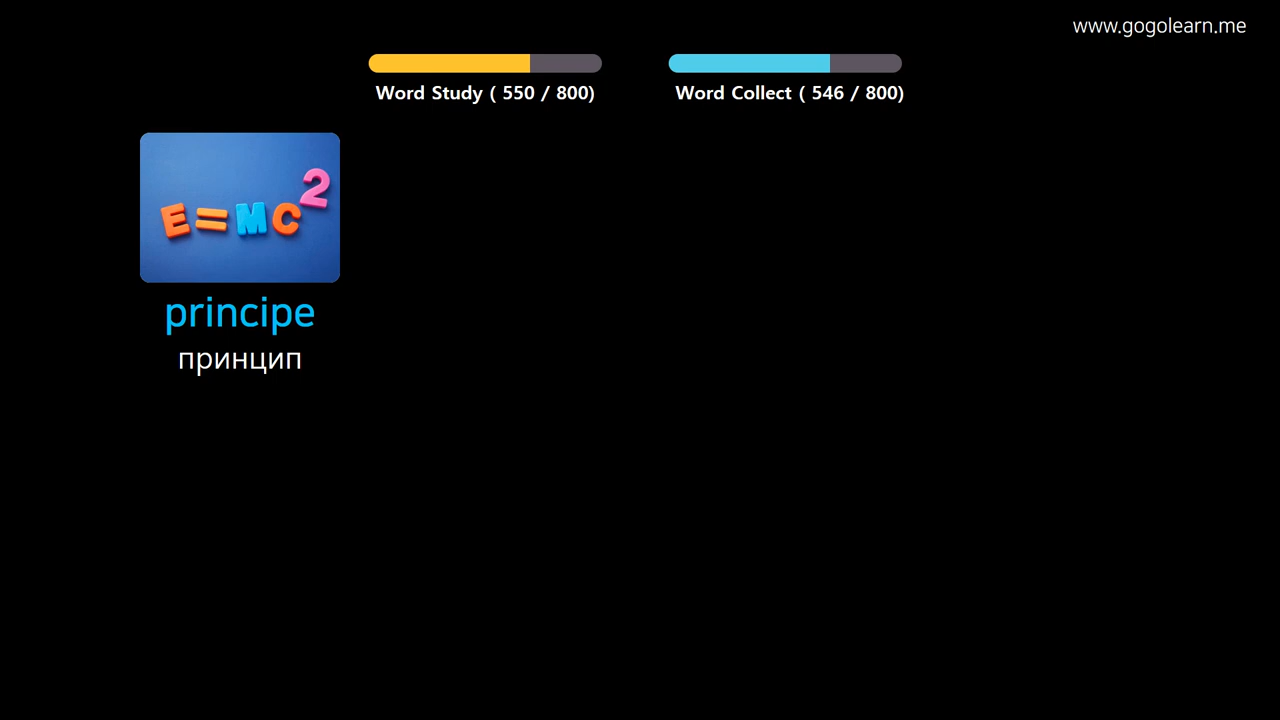 www.gogolearn.me
Word Study ( 550 / 800)
Word Collect ( 546 / 800)
E=MC²
principe
принцип